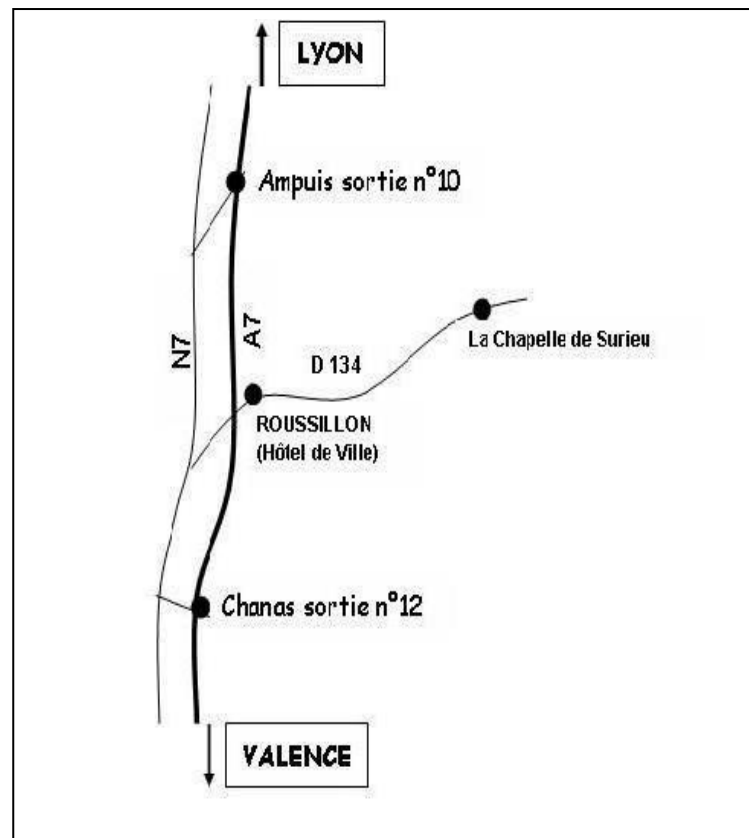 LYON
Ampuis sortie n°10
N7
A7
La Chapelle de Surieu
D 134
ROUSSILLON
(Hôtel de Ville)
Chanas sortie n°12
VALENCE